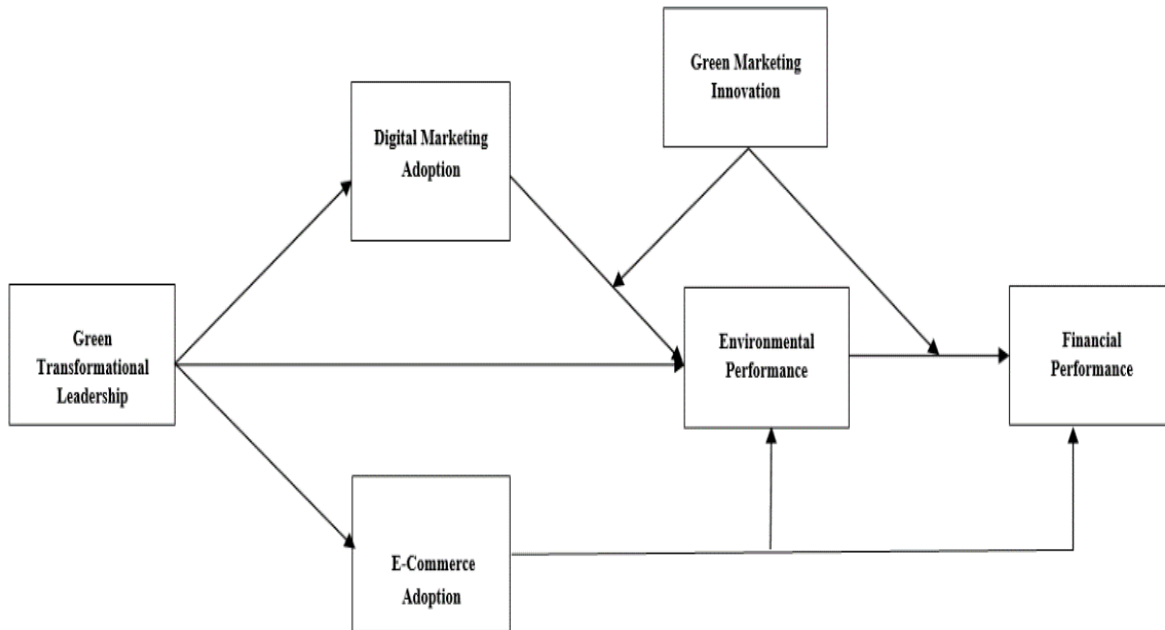 Green Marketing
Innovation
Digital Marketing
Adoption
Green
Transformational
Leadership
Environmental
Performance
Financial
Performance
E-Commerce
Adoption